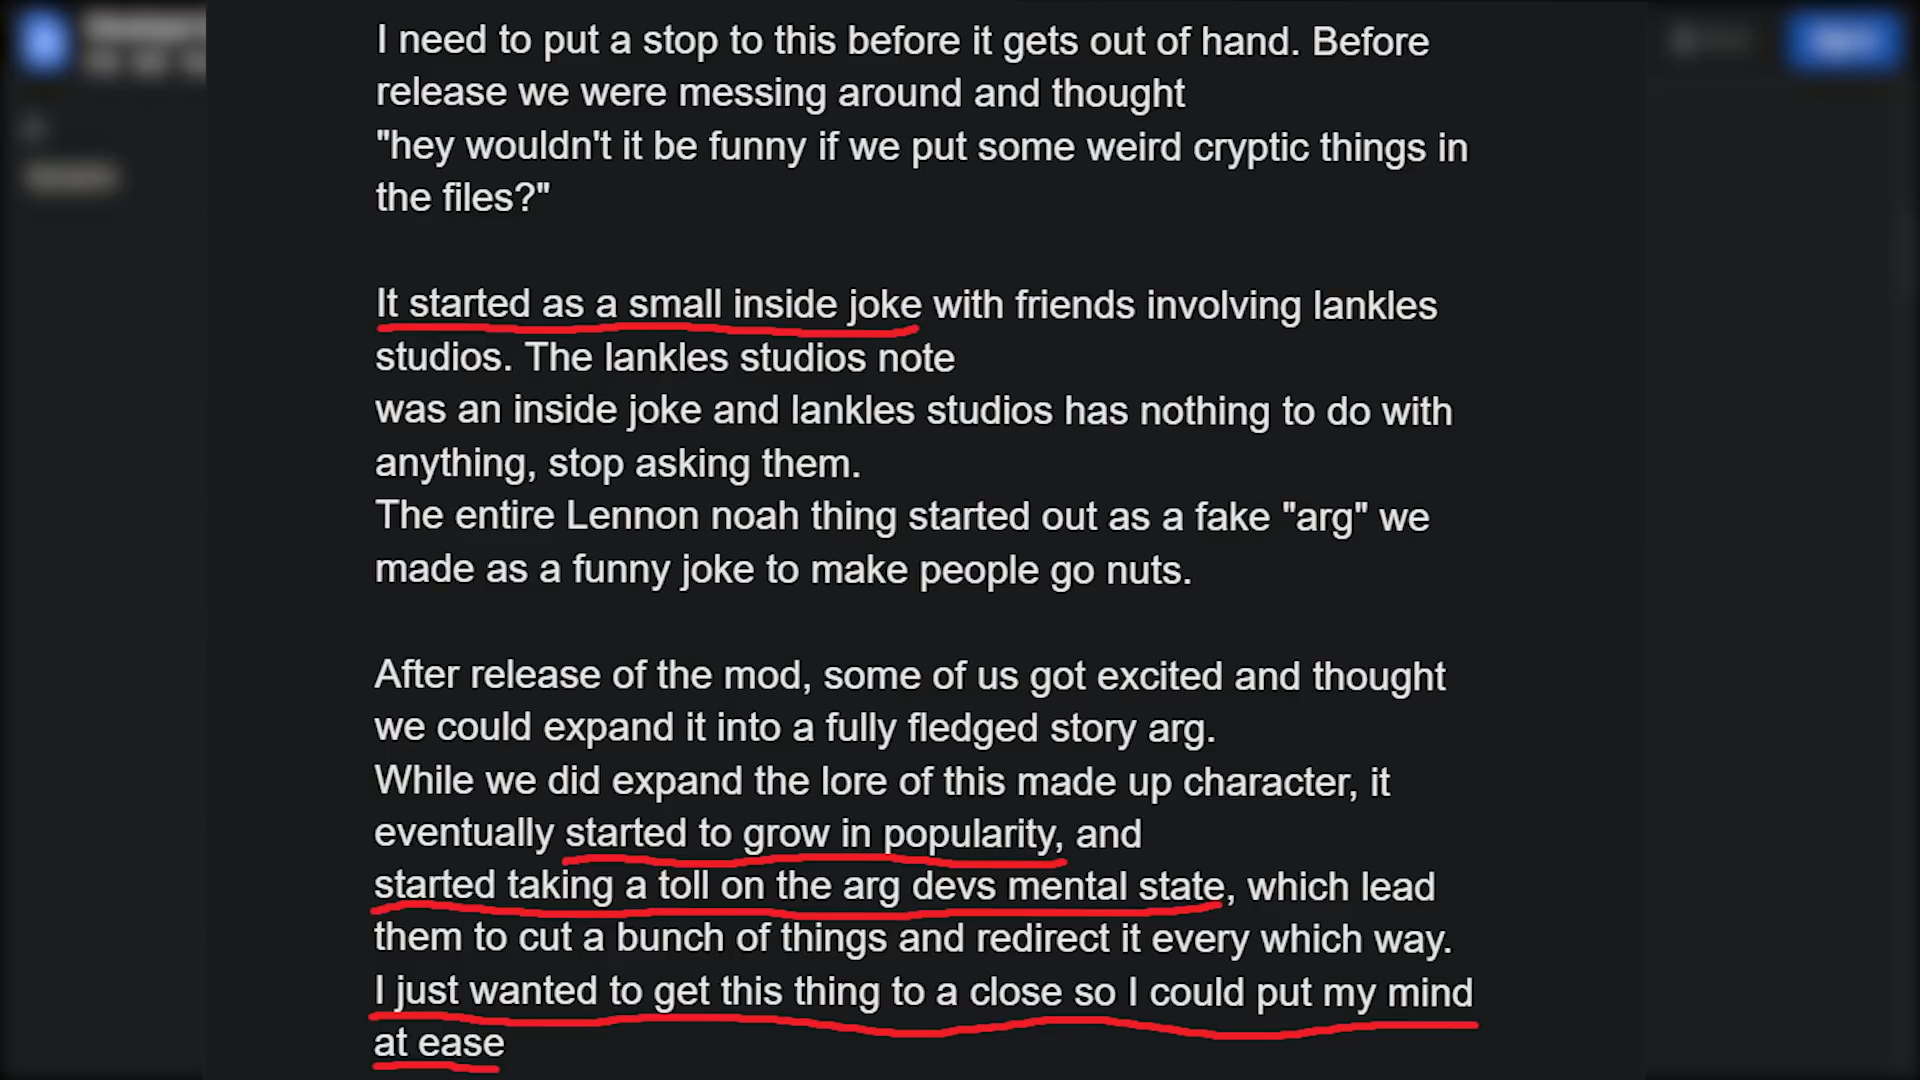 I need to put a stop to this before it gets out of hand. Before
release we were messing around and thought
"hey wouldn't it be funny if we put some weird cryptic things in
the files?"
It started as a small inside joke with friends involving lankles
studios. The lankles studios note
was an inside joke and lankles studios has nothing to do with
anything, stop asking them.
The entire Lennon noah thing started out as a fake "arg" we
made as a funny joke to make people go nuts.
After release of the mod, some of us got excited and thought
we could expand it into a fully fledged story arg.
While we did expand the lore of this made up character, it
eventually started to grow in popularity, and
started taking a toll on the arg devs mental state, which lead
them to cut a bunch of things and redirect it every which way.
I just wanted to get this thing to a close so I could put my mind
at ease